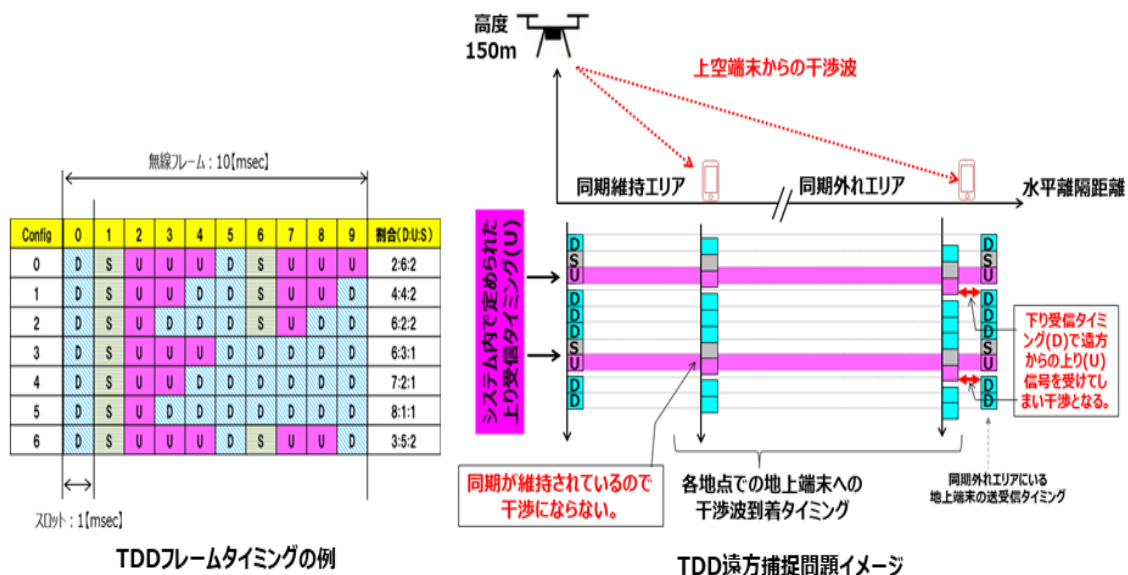 無線フレーム：10【msec】
Config 0 1 2 3 4 5 6 7 8 9 割合（D:U:S）
0 D S U U U D S U U U 2:6:2
1 D S U U D D S U U D 4:4:2
2 D S U D D D S U D D 6:2:2
3 D S U U U D D D D D 6:3:1
4 D S U U D D D D D D 7:2:1
5 D S U D D D D D D D 8:1:1
6 D S U U U D S U U D 3:5:2
スロット：1【msec】
TDDフレームタイミングの例
高度
150m
上空端末からの干渉波
同期維持エリア
同期外れエリア
水平離隔距離
システム内で定められた
上り受信タイミング(U)
D
S
U
D
D
D
S
U
D
D
D
S
U
D
D
D
S
U
D
D
下り受信タイミ
ング(D)で遠方
からの上り(U)
信号を受けてし
まい干渉となる。
同期が維持されているので
干渉にならない。
各地点での地上端末への
干渉波到着タイミング
同期外れエリアにいる
地上端末の送受信タイミング
TDD遠方捕捉問題イメージ